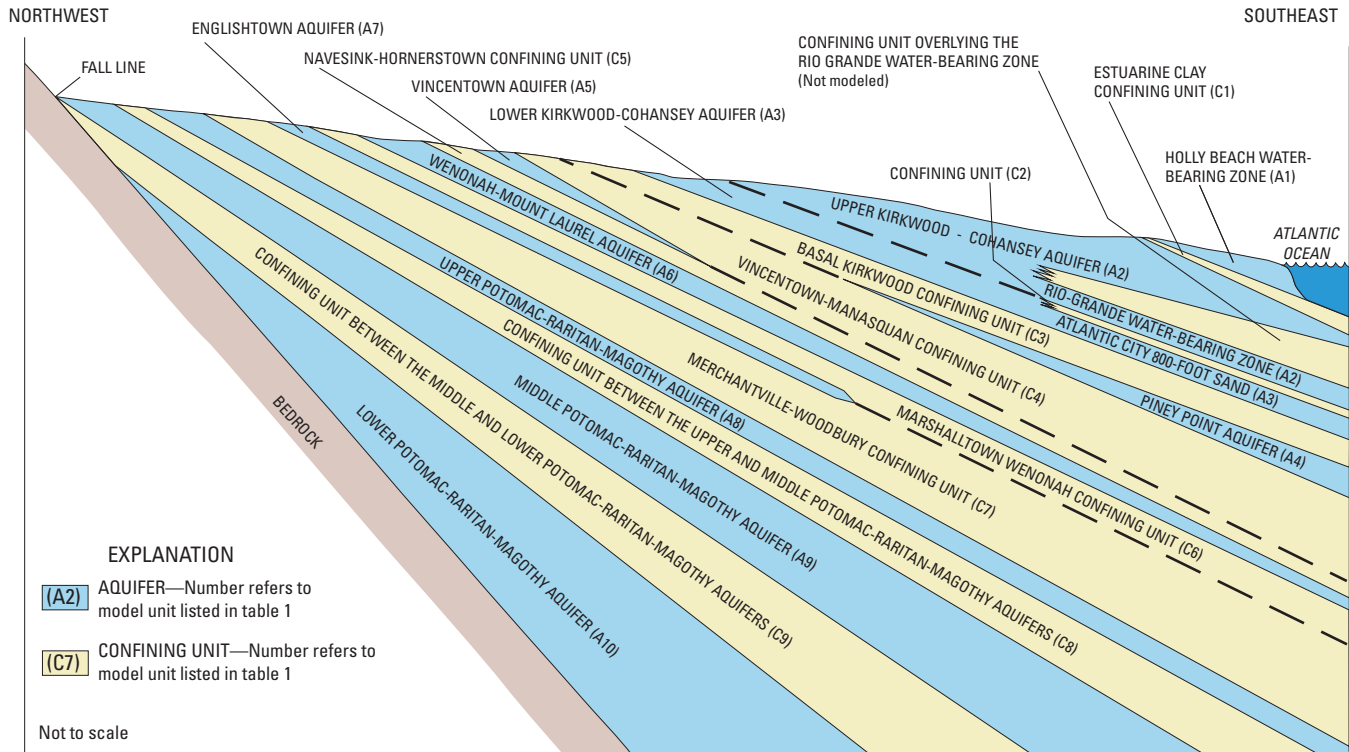 NORTHWEST
SOUTHEAST
ENGLISHTOWN AQUIFER (A7)
NAVESINK-HORNERSTOWN CONFINING UNIT (C5)
FALL LINE
VINCENTOWN AQUIFER (A5)
LOWER KIRKWOOD-COHANSEY AQUIFER (A3)
CONFINING UNIT OVERLYING THE
RIO GRANDE WATER-BEARING ZONE
(Not modeled)
ESTUARINE CLAY
CONFINING UNIT (C1)
CONFINING UNIT (C2)
HOLLY BEACH WATER-
BEARING ZONE (A1)
ATLANTIC
OCEAN
UPPER KIRKWOOD - COHANSEY AQUIFER (A2)
RIO-GRANDE WATER-BEARING ZONE (A2)
ATLANTIC CITY 800-FOOT SAND (A3)
BASAL KIRKWOOD CONFINING UNIT (C3)
PINEY POINT AQUIFER (A4)
VINCENTOWN-MANASQUAN CONFINING UNIT (C4)
WENONAH-MOUNT LAUREL AQUIFER (A6)
MARSHALLTOWN WENONAH CONFINING UNIT (C6)
MERCHANTVILLE-WOODBURY CONFINING UNIT (C7)
UPPER POTOMAC-RARITAN-MAGOTHY AQUIFER (A8)
CONFINING UNIT BETWEEN THE UPPER AND MIDDLE POTOMAC-RARITAN-MAGOTHY AQUIFERS (C8)
MIDDLE POTOMAC-RARITAN-MAGOTHY AQUIFER (A9)
CONFINING UNIT BETWEEN THE MIDDLE AND LOWER POTOMAC-RARITAN-MAGOTHY AQUIFERS (C9)
LOWER POTOMAC-RARITAN-MAGOTHY AQUIFER (A10)
BEDROCK
EXPLANATION
(A2) AQUIFER—Number refers to
model unit listed in table 1
(C7) CONFINING UNIT—Number refers to
model unit listed in table 1
Not to scale